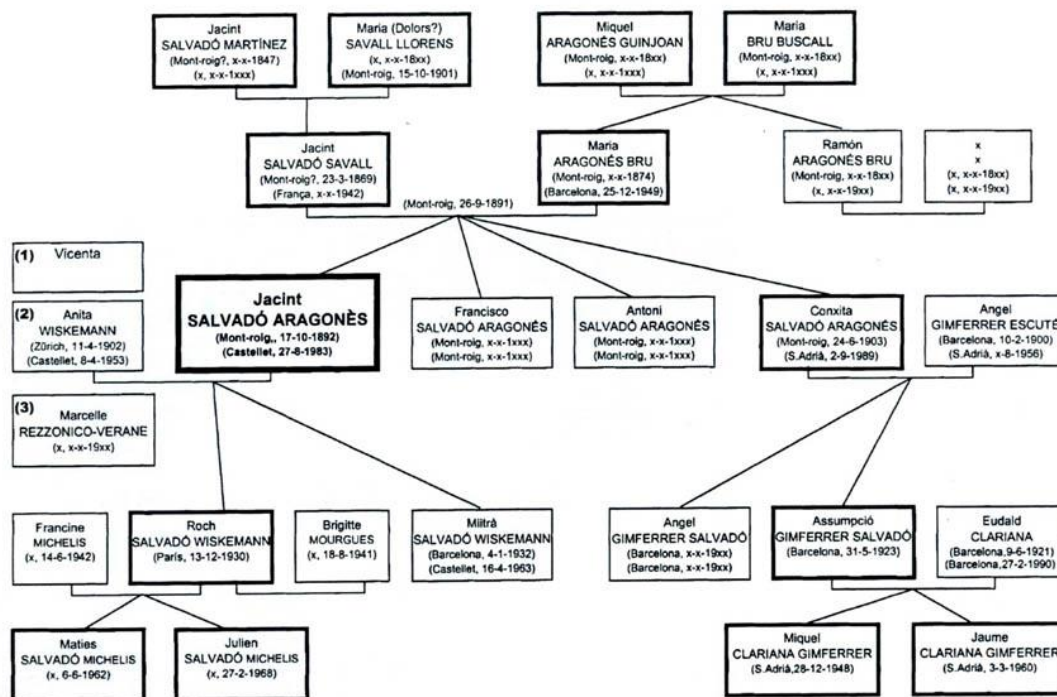 Jacint
SALVADÓ MARTÍNEZ
(Mont-roig?, x-x-1847)
(x, x-x-1xxx)
Maria (Dolors?)
SAVALL LLORENS
(x, x-x-18xx)
(Mont-roig, 15-10-1901)
Miquel
ARAGONÉS GUINJOAN
(Mont-roig, x-x-18xx)
(x, x-x-1xxx)
Maria
BRU BUSCALL
(Mont-roig, x-x-18xx)
(x, x-x-1xxx)
Jacint
SALVADÓ SAVALL
(Mont-roig?, 23-3-1869)
(França, x-x-1942)
Maria
ARAGONÉS BRU
(Mont-roig, x-x-1874)
(Barcelona, 25-12-1949)
Ramón
ARAGONÉS BRU
(Mont-roig, x-x-18xx)
(x, x-x-19xx)
x
x
(x, x-x-18xx)
(x, x-x-19xx)
(Mont-roig, 26-9-1891)
(1) Vicenta
(2) Anita
WISKEMANN
(Zürich, 11-4-1902)
(Castellet, 8-4-1953)
Jacint
SALVADÓ ARAGONÈS
(Mont-roig,, 17-10-1892)
(Castellet, 27-8-1983)
Francisco
SALVADÓ ARAGONÉS
(Mont-roig, x-x-1xxx)
(Mont-roig, x-x-1xxx)
Antoni
SALVADÓ ARAGONÉS
(Mont-roig, x-x-1xxx)
(Mont-roig, x-x-1xxx)
Conxita
SALVADÓ ARAGONÉS
(Mont-roig, 24-6-1903)
(S.Adrià, 2-9-1989)
Angel
GIMFERRER ESCUTÉ
(Barcelona, 10-2-1900)
(S.Adrià, x-8-1956)
(3) Marcelle
REZZONICO-VERANE
(x, x-x-19xx)
Francine
MICHELIS
(x, 14-6-1942)
Roch
SALVADÓ WISKEMANN
(París, 13-12-1930)
Brigitte
MOURGUES
(x, 18-8-1941)
Miitrà
SALVADÓ WISKEMANN
(Barcelona, 4-1-1932)
(Castellet, 16-4-1963)
Angel
GIMFERRER SALVADÓ
(Barcelona, x-x-19xx)
(Barcelona, x-x-19xx)
Assumpció
GIMFERRER SALVADÓ
(Barcelona, 31-5-1923)
Eudald
CLARIANA
(Barcelona,9-6-1921)
(Barcelona,27-2-1990)
Maties
SALVADÓ MICHELIS
(x, 6-6-1962)
Julien
SALVADÓ MICHELIS
(x, 27-2-1968)
Miquel
CLARIANA GIMFERRER
(S.Adrià,28-12-1948)
Jaume
CLARIANA GIMFERRER
(S.Adrià, 3-3-1960)